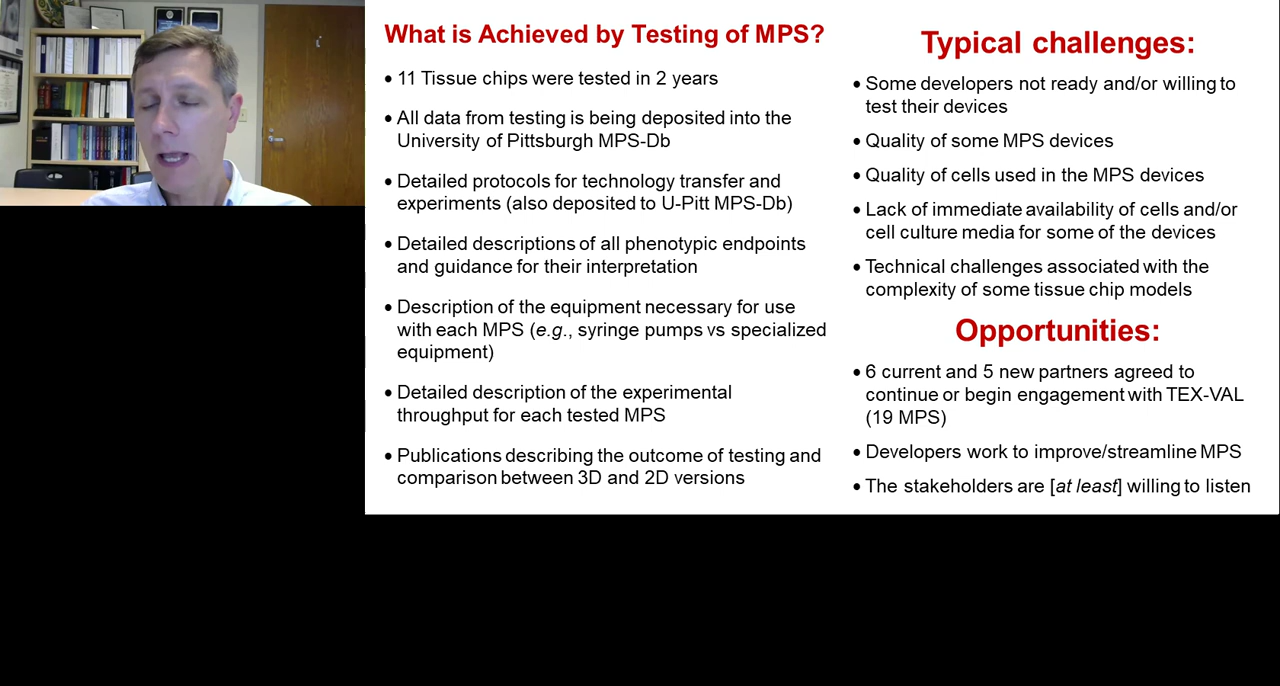 What is Achieved by Testing of MPS?
• 11 Tissue chips were tested in 2 years
• All data from testing is being deposited into the
University of Pittsburgh MPS-Db
• Detailed protocols for technology transfer and
experiments (also deposited to U-Pitt MPS-Db)
• Detailed descriptions of all phenotypic endpoints
and guidance for their interpretation
• Description of the equipment necessary for use
with each MPS (e.g., syringe pumps vs specialized
equipment)
• Detailed description of the experimental
throughput for each tested MPS
• Publications describing the outcome of testing and
comparison between 3D and 2D versions
Typical challenges:
• Some developers not ready and/or willing to
test their devices
• Quality of some MPS devices
• Quality of cells used in the MPS devices
• Lack of immediate availability of cells and/or
cell culture media for some of the devices
• Technical challenges associated with the
complexity of some tissue chip models
Opportunities:
• 6 current and 5 new partners agreed to
continue or begin engagement with TEX-VAL
(19 MPS)
• Developers work to improve/streamline MPS
• The stakeholders are [at least] willing to listen